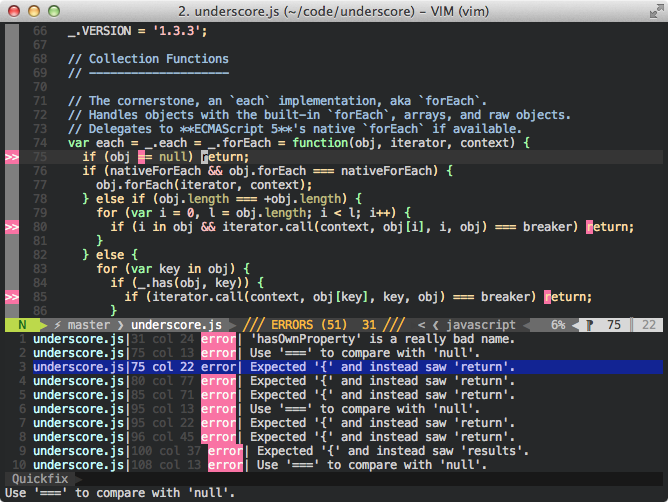 2. underscore.js (~/code/underscore) – VIM (vim)
66 _.VERSION = '1.3.3';
67
68 // Collection Functions
69 // --------------------
70
71 // The cornerstone, an `each` implementation, aka `forEach`.
72 // Handles objects with the built-in `forEach`, arrays, and raw objects.
73 // Delegates to **ECMAScript 5**'s native `forEach` if available.
74 var each = _.each = _.forEach = function(obj, iterator, context) {
>> 75 if (obj == null) return;
76 if (nativeForEach && obj.forEach === nativeForEach) {
77 obj.forEach(iterator, context);
78 } else if (obj.length === +obj.length) {
79 for (var i = 0, l = obj.length; i < l; i++) {
>> 80 if (i in obj && iterator.call(context, obj[i], i, obj) === breaker) return;
81 }
82 } else {
83 for (var key in obj) {
84 if (_.has(obj, key)) {
>> 85 if (iterator.call(context, obj[key], key, obj) === breaker) return;
86 }
N master underscore.js /// ERRORS (51) 31 /// < javascript 6% 75 22
1 underscore.js|31 col 24 error| 'hasOwnProperty' is a really bad name.
2 underscore.js|75 col 13 error| Use '===' to compare with 'null'.
3 underscore.js|75 col 22 error| Expected '{' and instead saw 'return'.
4 underscore.js|80 col 77 error| Expected '{' and instead saw 'return'.
5 underscore.js|85 col 71 error| Expected '{' and instead saw 'return'.
6 underscore.js|95 col 13 error| Use '===' to compare with 'null'.
7 underscore.js|95 col 22 error| Expected '{' and instead saw 'return'.
8 underscore.js|96 col 45 error| Expected '{' and instead saw 'return'.
9 underscore.js|100 col 37 error| Expected '{' and instead saw 'results'.
10 underscore.js|108 col 13 error| Use '===' to compare with 'null'.
Quickfix
Use '===' to compare with 'null'.